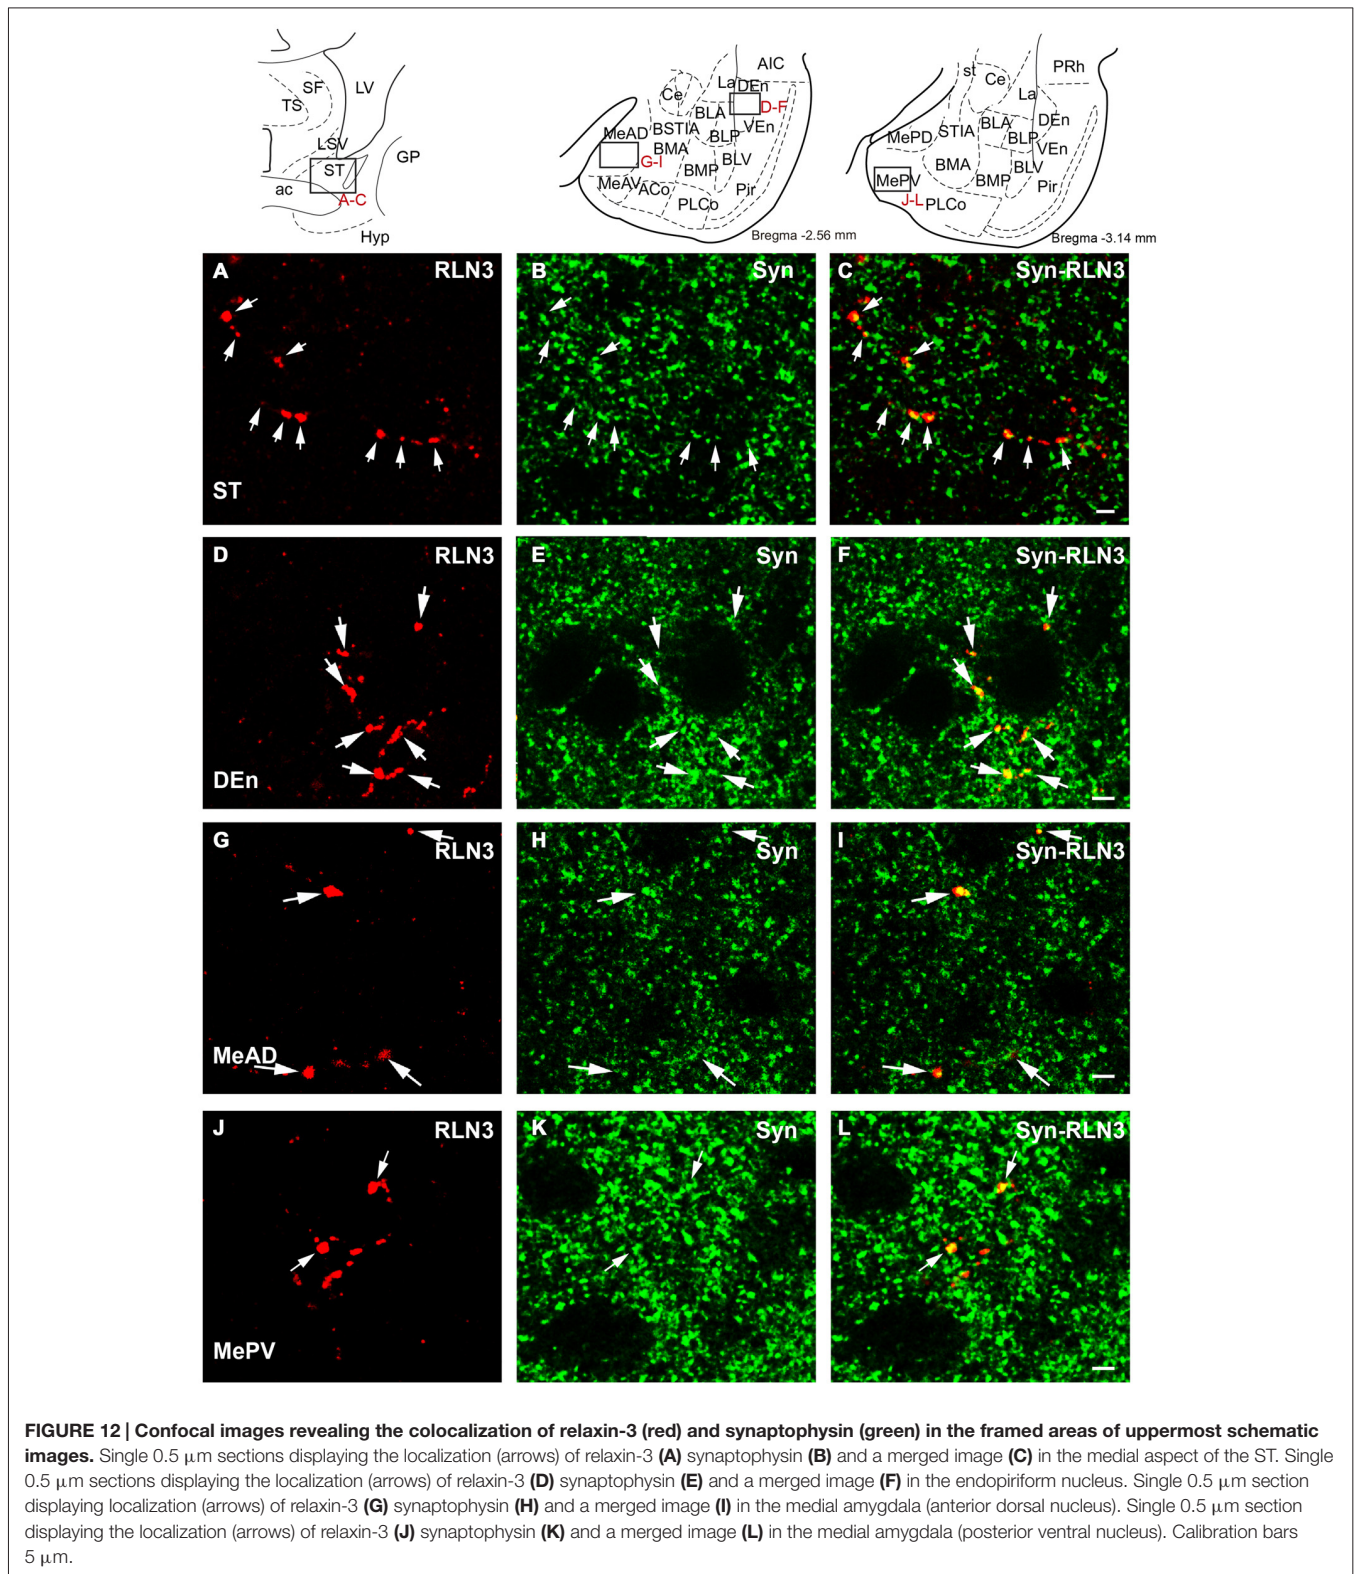 SF
LV
TS
LSV
GP
ST
ac
A-C
Hyp
AIC
La
DEn
Ce
D-F
BLA
MeAD
BSTIA
VEn
BLP
BMA
G-I
BLV
BMP
MeAV
ACo
Pir
PLCo
Bregma -2.56 mm
st
Ce
PRh
La
DEn
MePD
STIA
BLA
BLP
VEn
BMA
BLV
MePV
BMP
Pir
J-L
PLCo
Bregma -3.14 mm
A RLN3
ST
B Syn
C Syn-RLN3
D RLN3
DEn
E Syn
F Syn-RLN3
G RLN3
MeAD
H Syn
I Syn-RLN3
J RLN3
MePV
K Syn
L Syn-RLN3
FIGURE 12 | Confocal images revealing the colocalization of relaxin-3 (red) and synaptophysin (green) in the framed areas of uppermost schematic
images. Single 0.5 μm sections displaying the localization (arrows) of relaxin-3 (A) synaptophysin (B) and a merged image (C) in the medial aspect of the ST. Single
0.5 μm sections displaying the localization (arrows) of relaxin-3 (D) synaptophysin (E) and a merged image (F) in the endopiriform nucleus. Single 0.5 μm section
displaying localization (arrows) of relaxin-3 (G) synaptophysin (H) and a merged image (I) in the medial amygdala (anterior dorsal nucleus). Single 0.5 μm section
displaying the localization (arrows) of relaxin-3 (J) synaptophysin (K) and a merged image (L) in the medial amygdala (posterior ventral nucleus). Calibration bars
5 μm.